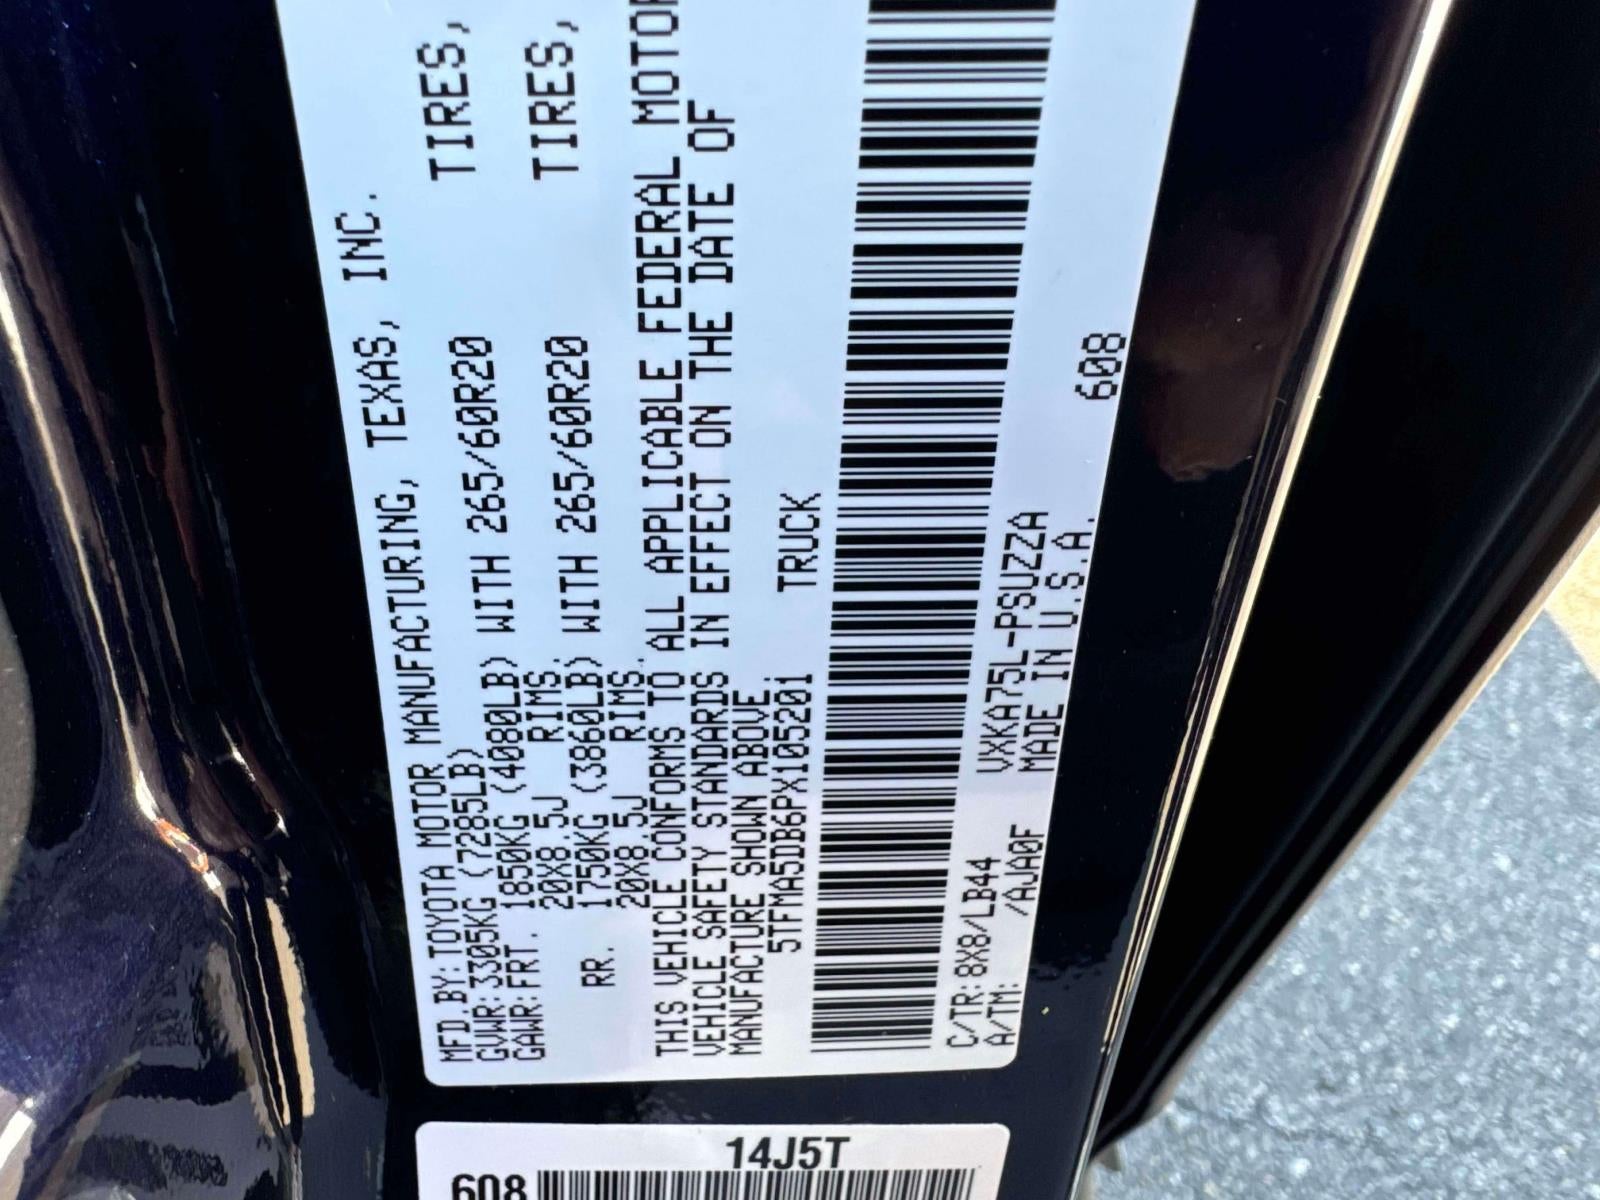 MFD.BY:TOYOTA MOTOR MANUFACTURING, TEXAS, INC.
GVWR:3305KG (7285LB)
GAWR:FRT. 1850KG (4080LB) WITH 265/60R20 TIRES,
20X8.5J RIMS,
RR. 1750KG (3860LB) WITH 265/60R20 TIRES,
20X8.5J RIMS.
THIS VEHICLE CONFORMS TO ALL APPLICABLE FEDERAL MOTOR
VEHICLE SAFETY STANDARDS IN EFFECT ON THE DATE OF
MANUFACTURE SHOWN ABOVE.
5TFMA5DB6PX105201 TRUCK
C/TR:8X8/LB44 VXKA75L-PSUZZA 608
A/TM: /AJA0F MADE IN U.S.A.
14J5T
608